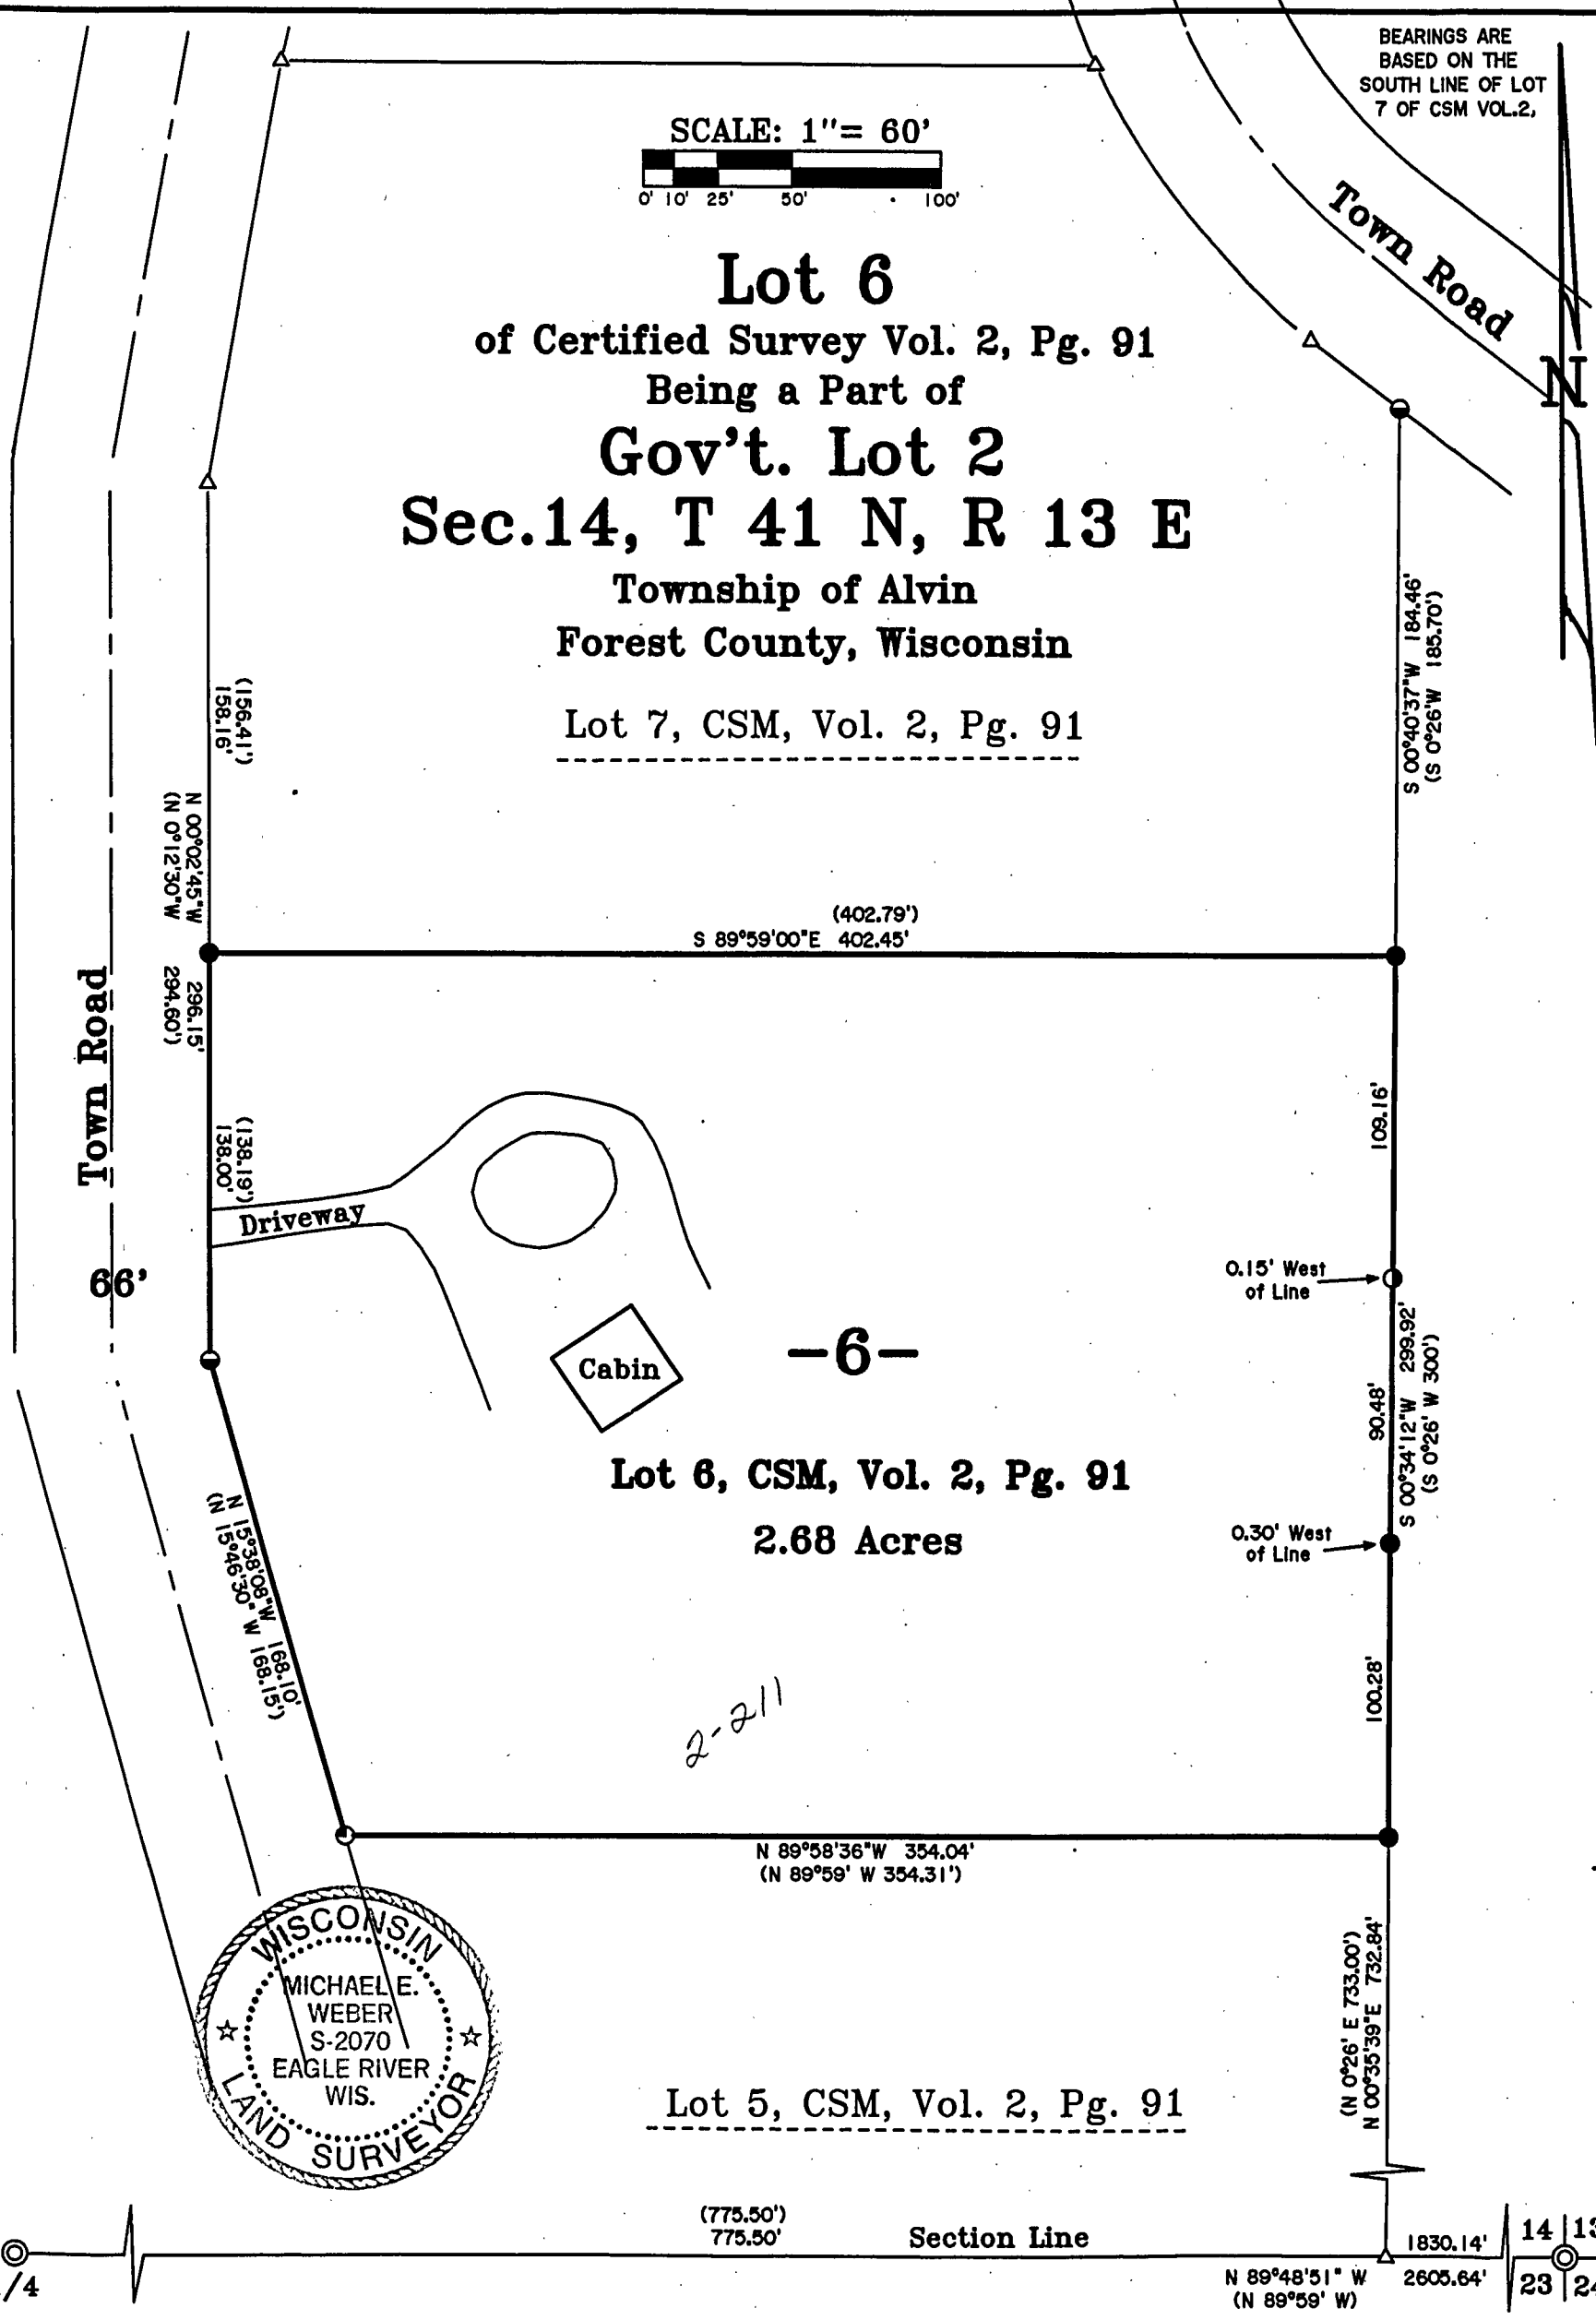 BEARINGS ARE
BASED ON THE
SOUTH LINE OF LOT
7 OF CSM VOL.2,
SCALE: 1"= 60'
0' 10' 25' 50' 100'
Town Road
N
Lot 6
of Certified Survey Vol. 2, Pg. 91
Being a Part of
Gov't. Lot 2
Sec.14, T 41 N, R 13 E
Township of Alvin
Forest County, Wisconsin
Lot 7, CSM, Vol. 2, Pg. 91
S 00°40'37"W 184.46'
(S 0°26'W 185.70')
(156.41')
158.16'
N 00°02'45"W 296.15'
(N 0°12'30"W 294.60')
(402.79')
S 89°59'00"E 402.45'
Town Road
66'
(138.19')
138.00'
Driveway
109.16'
0.15' West
of Line
Cabin
-6-
90.48'
S 00°34'12"W 299.92'
(S 0°26' W 300')
Lot 6, CSM, Vol. 2, Pg. 91
2.68 Acres
0.30' West
of Line
N 15°38'08"W 168.10'
(N 15°46'30" W 168.15')
100.28'
2-211
N 89°58'36"W 354.04'
(N 89°59' W 354.31')
WISCONSIN
MICHAEL E.
WEBER
S-2070
EAGLE RIVER
WIS.
LAND SURVEYOR
(N 0°26' E 733.00')
N 00°35'39"E 732.84'
Lot 5, CSM, Vol. 2, Pg. 91
(775.50')
775.50'
Section Line
1830.14'
14 13
/4
N 89°48'51" W 2605.64'
(N 89°59' W)
23 24